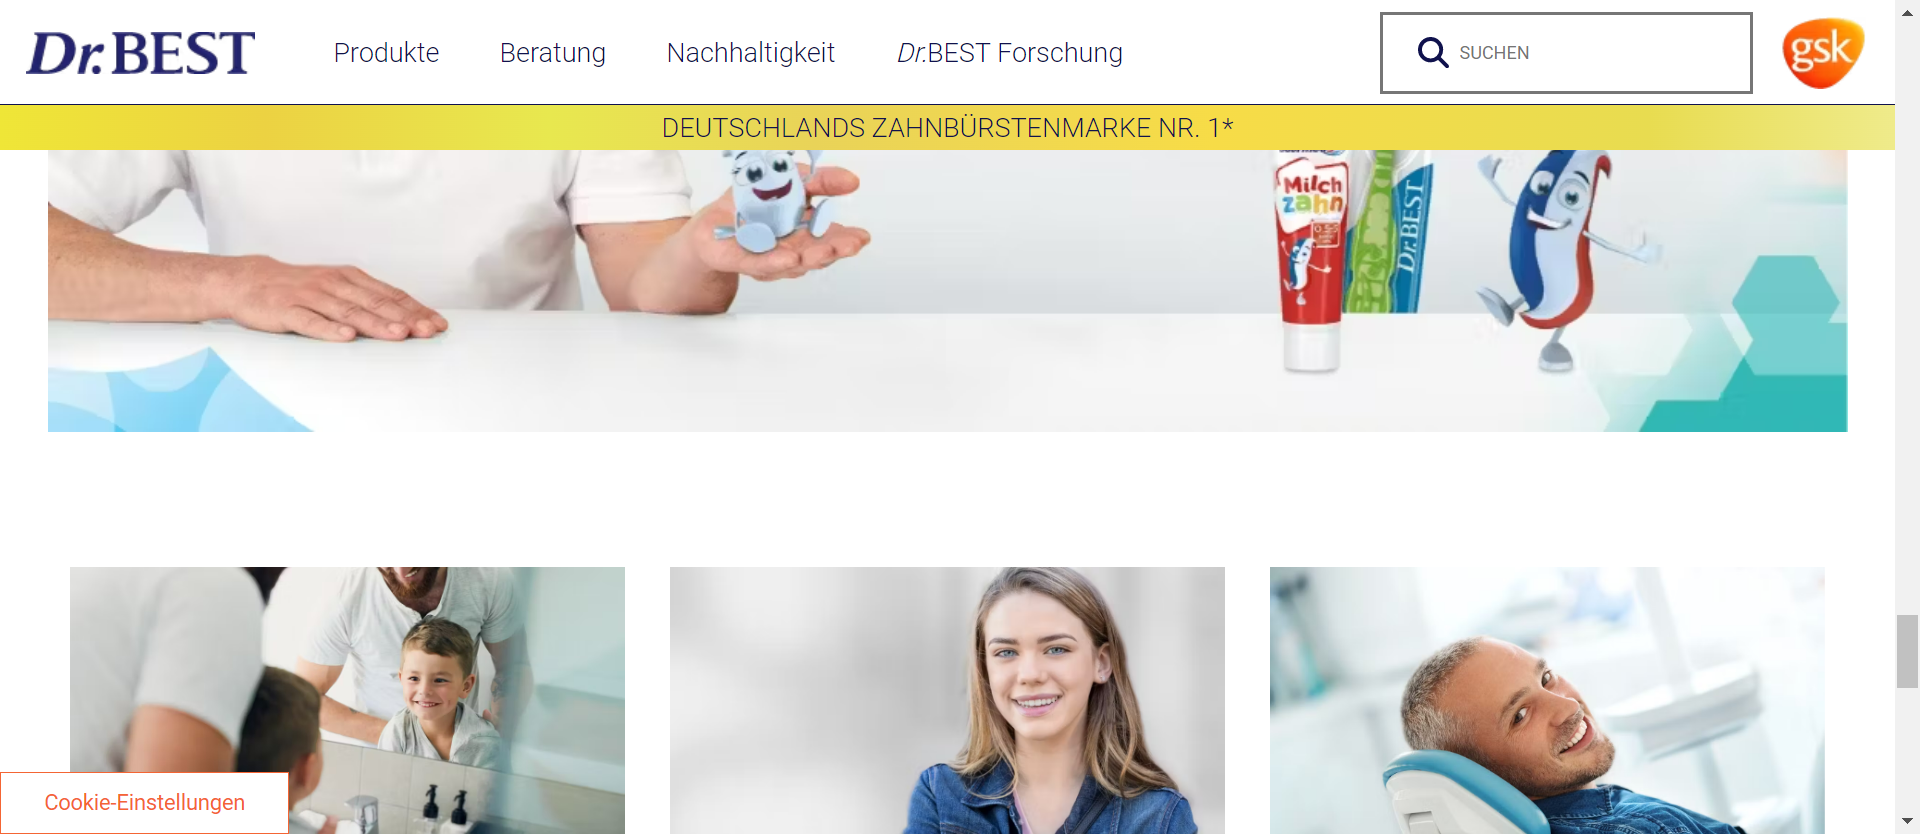 Dr.BEST
Produkte
Beratung
Nachhaltigkeit
Dr.BEST Forschung
SUCHEN
gsk
DEUTSCHLANDS ZAHNBÜRSTENMARKE NR. 1*
Milch
zahn
Dr.BEST
Cookie-Einstellungen